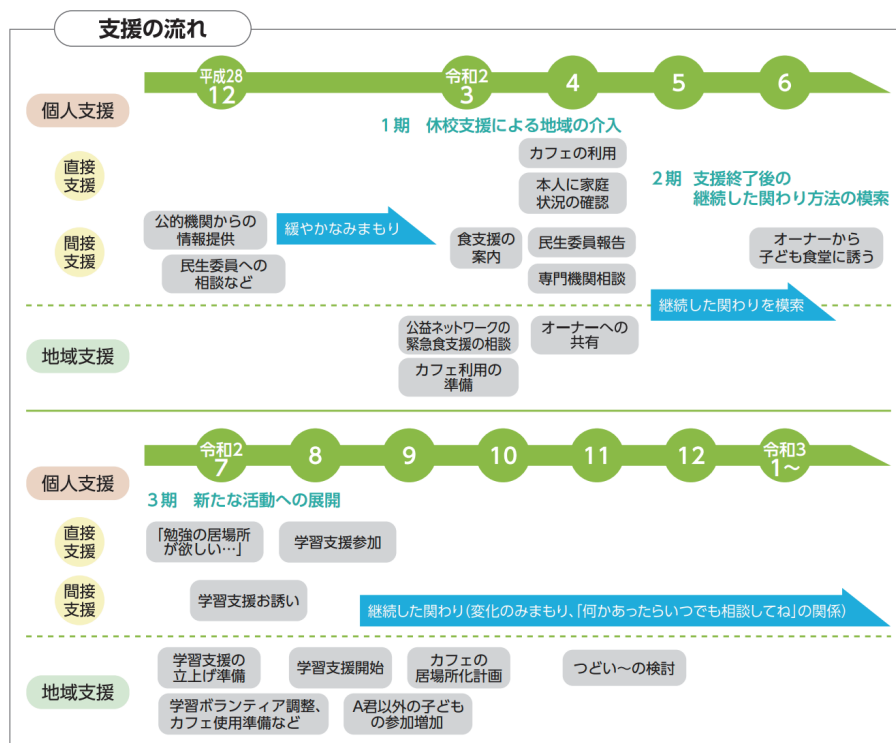 支援の流れ
平成28
12
令和2
3
4
5
6
個人支援
1期 休校支援による地域の介入
直接
支援
カフェの利用
本人に家庭
状況の確認
2期 支援終了後の
継続した関わり方法の模索
間接
支援
公的機関からの
情報提供
民生委員への
相談など
緩やかなみまもり
食支援の
案内
民生委員報告
専門機関相談
オーナーから
子ども食堂に誘う
継続した関わりを模索
地域支援
公益ネットワークの
緊急食支援の相談
カフェ利用の
準備
オーナーへの
共有
令和2
7
8
9
10
11
12
令和3
1〜
個人支援
3期 新たな活動への展開
直接
支援
「勉強の居場所
が欲しい…」
学習支援参加
間接
支援
学習支援お誘い
継続した関わり(変化のみまもり、「何かあったらいつでも相談してね」の関係)
地域支援
学習支援の
立上げ準備
学習支援開始
カフェの
居場所化計画
つどい〜の検討
学習ボランティア調整、
カフェ使用準備など
A君以外の子ども
の参加増加